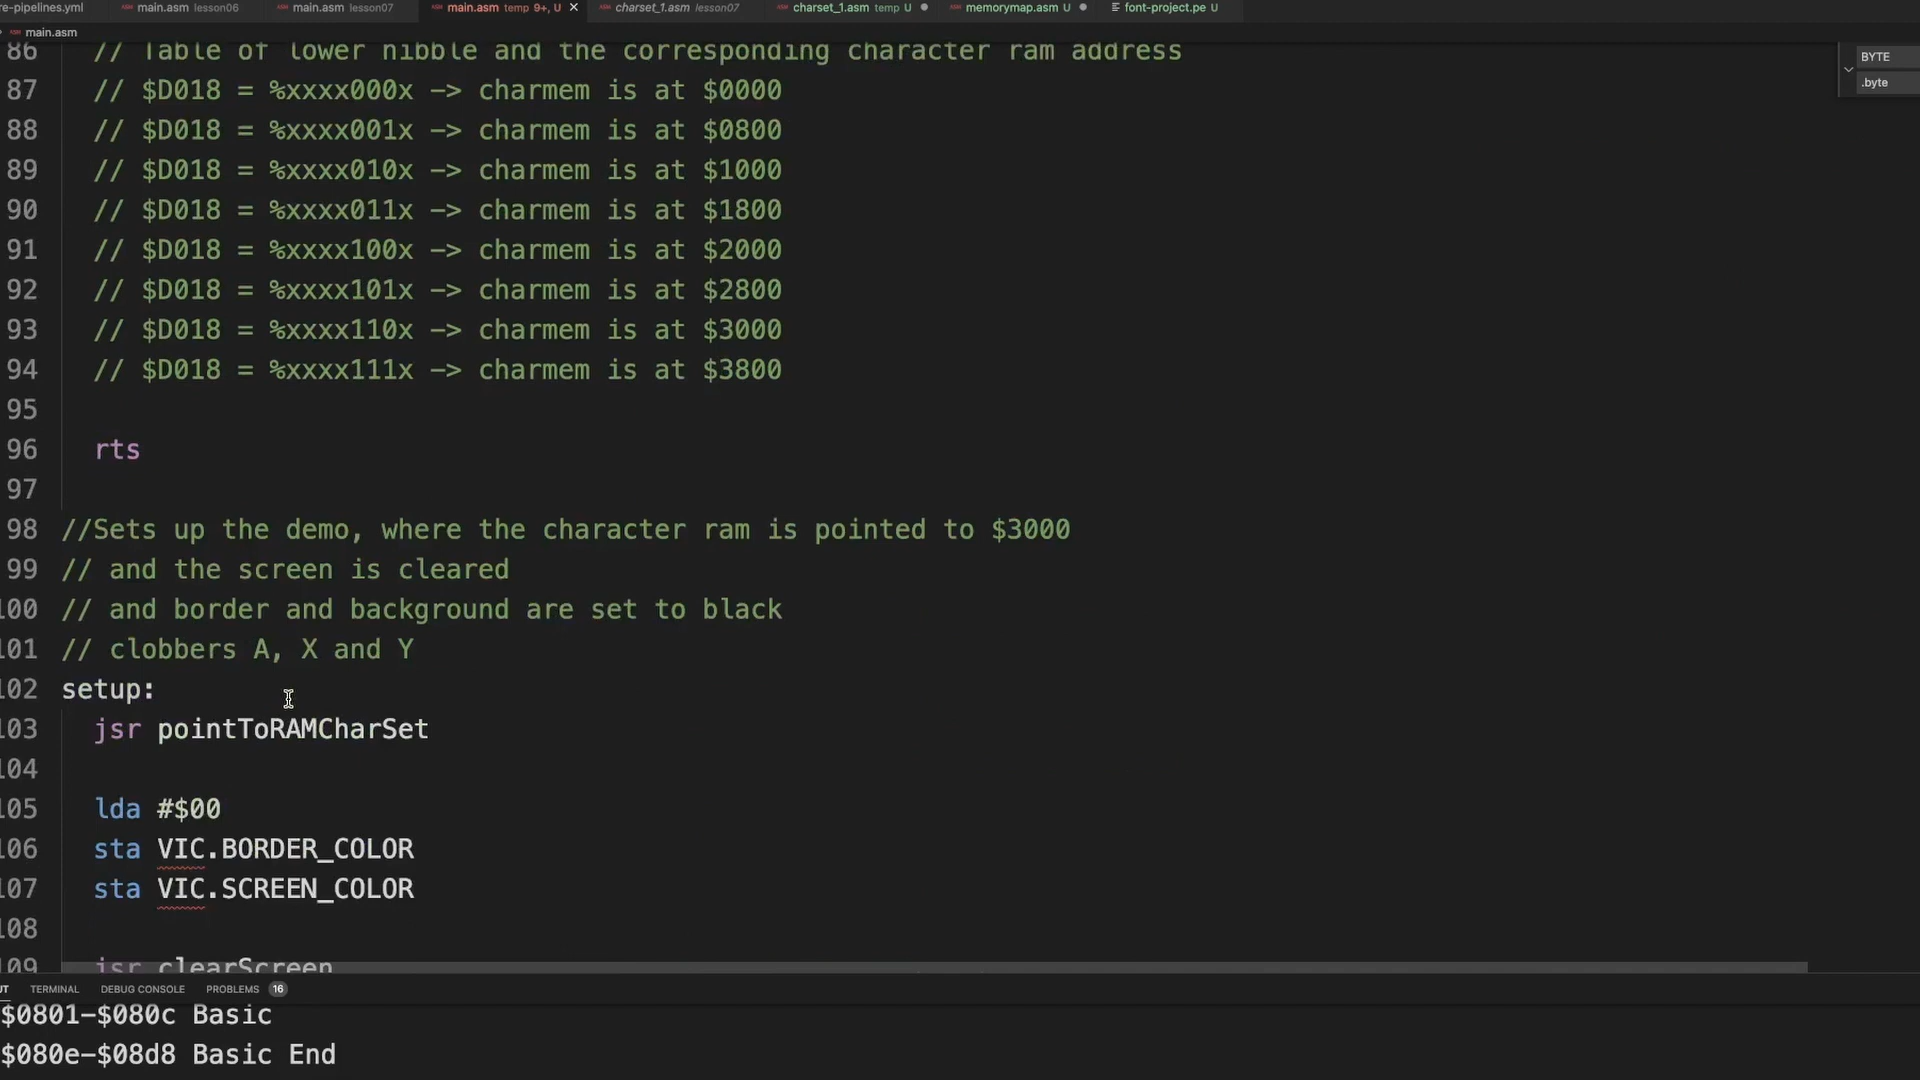 re-pipelines.yml main.asm lesson06 main.asm lesson07 main.asm temp 9+, U charset_1.asm lesson07 charset_1.asm temp U memorymap.asm U font-project.pe U
main.asm
86 // Table of lower nibble and the corresponding character ram address
87 // $D018 = %xxxx000x -> charmem is at $0000
88 // $D018 = %xxxx001x -> charmem is at $0800
89 // $D018 = %xxxx010x -> charmem is at $1000
90 // $D018 = %xxxx011x -> charmem is at $1800
91 // $D018 = %xxxx100x -> charmem is at $2000
92 // $D018 = %xxxx101x -> charmem is at $2800
93 // $D018 = %xxxx110x -> charmem is at $3000
94 // $D018 = %xxxx111x -> charmem is at $3800
95
96 rts
97
98 //Sets up the demo, where the character ram is pointed to $3000
99 // and the screen is cleared
100 // and border and background are set to black
101 // clobbers A, X and Y
102 setup:
103 jsr pointToRAMCharSet
104
105 lda #$00
106 sta VIC.BORDER_COLOR
107 sta VIC.SCREEN_COLOR
108
109 jsr clearScreen
BYTE
.byte
UT TERMINAL DEBUG CONSOLE PROBLEMS 16
$0801-$080c Basic
$080e-$08d8 Basic End